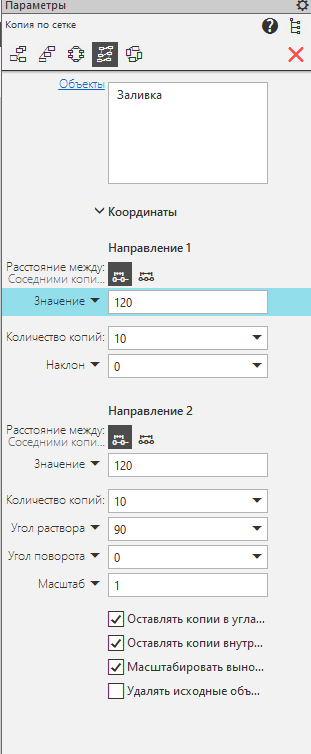 Параметры
Копия по сетке
Объекты
Заливка
Координаты
Направление 1
Расстояние между:
Соседними копи...
Значение
120
Количество копий:
10
Наклон
0
Направление 2
Расстояние между:
Соседними копи...
Значение
120
Количество копий:
10
Угол раствора
90
Угол поворота
0
Масштаб
1
Оставлять копии в угла...
Оставлять копии внутр...
Масштабировать выно...
Удалять исходные объ...